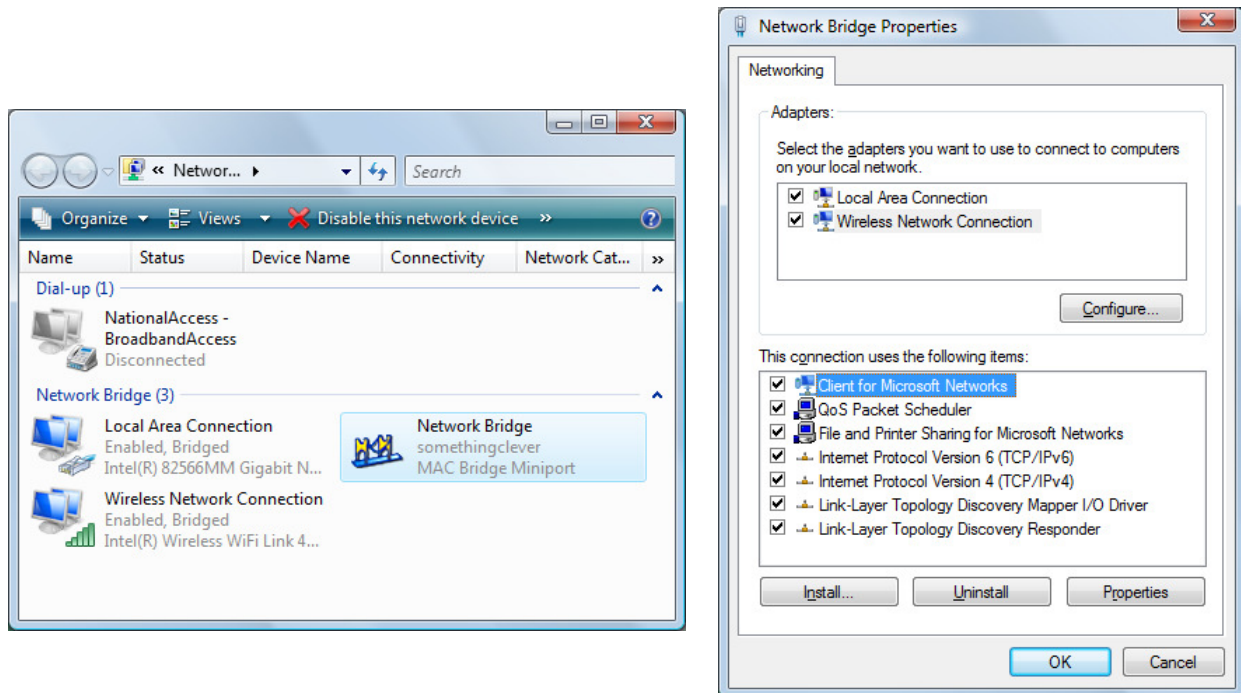 « Networ...
Search
Organize Views Disable this network device »
Name Status Device Name Connectivity Network Cat... »
Dial-up (1)
NationalAccess -
BroadbandAccess
Disconnected
Network Bridge (3)
Local Area Connection
Enabled, Bridged
Intel(R) 82566MM Gigabit N...
Network Bridge
somethingclever
MAC Bridge Miniport
Wireless Network Connection
Enabled, Bridged
Intel(R) Wireless WiFi Link 4...
Network Bridge Properties
Networking
Adapters:
Select the adapters you want to use to connect to computers
on your local network.
Local Area Connection
Wireless Network Connection
Configure...
This connection uses the following items:
Client for Microsoft Networks
QoS Packet Scheduler
File and Printer Sharing for Microsoft Networks
Internet Protocol Version 6 (TCP/IPv6)
Internet Protocol Version 4 (TCP/IPv4)
Link-Layer Topology Discovery Mapper I/O Driver
Link-Layer Topology Discovery Responder
Install... Uninstall Properties
OK Cancel